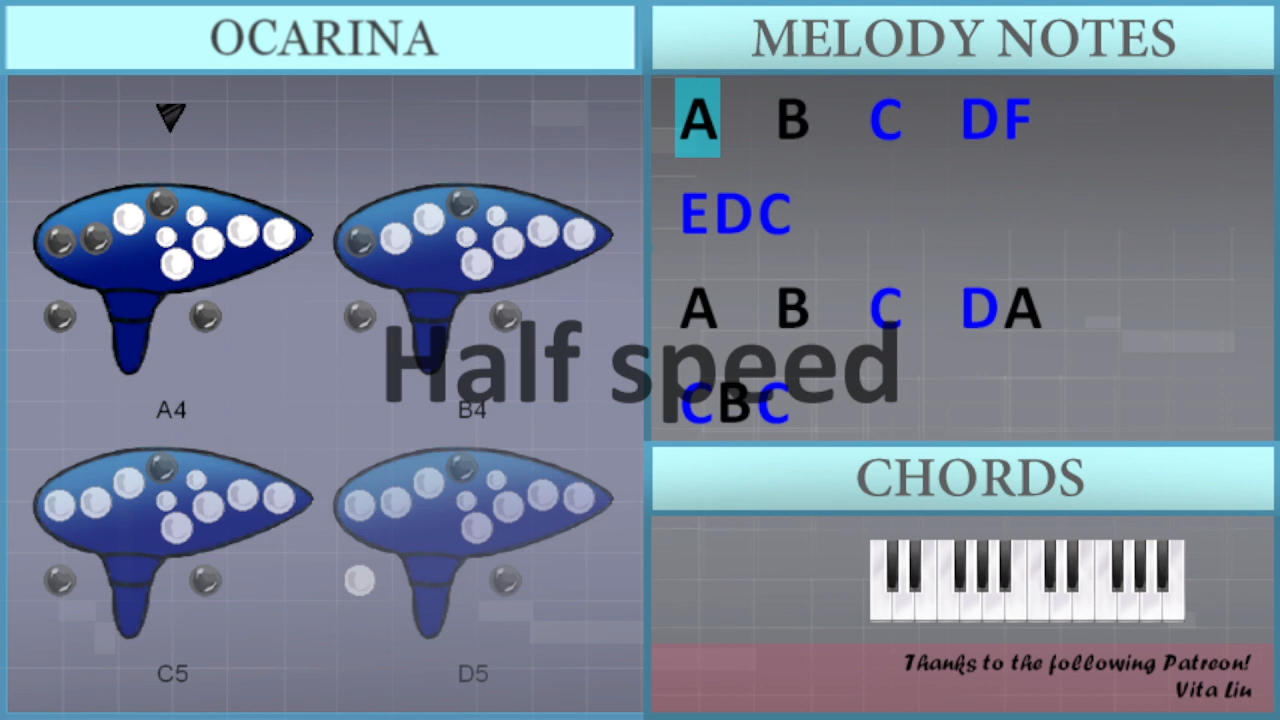 OCARINA
MELODY NOTES
A B C DF
EDC
A B C DA
CBC
Half speed
A4 B4
C5 D5
CHORDS
Thanks to the following Patreon!
Vita Liu